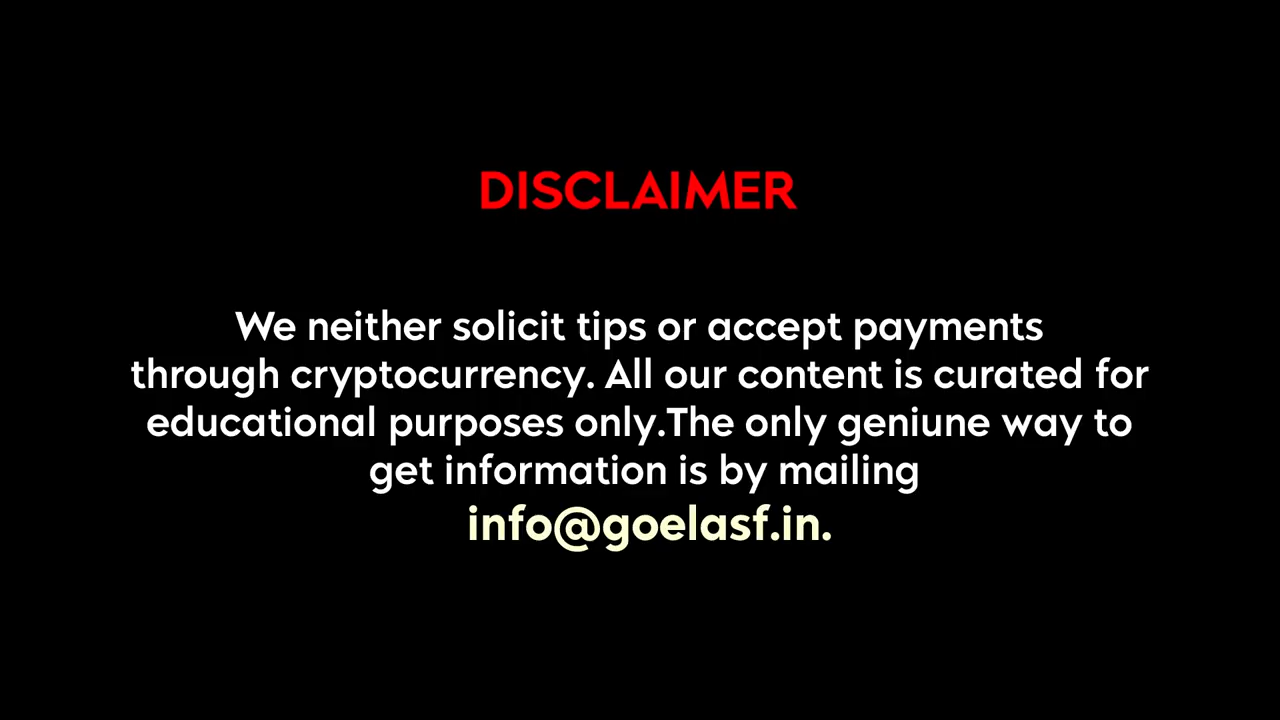 DISCLAIMER
We neither solicit tips or accept payments
through cryptocurrency. All our content is curated for
educational purposes only.The only geniune way to
get information is by mailing
info@goelasf.in.